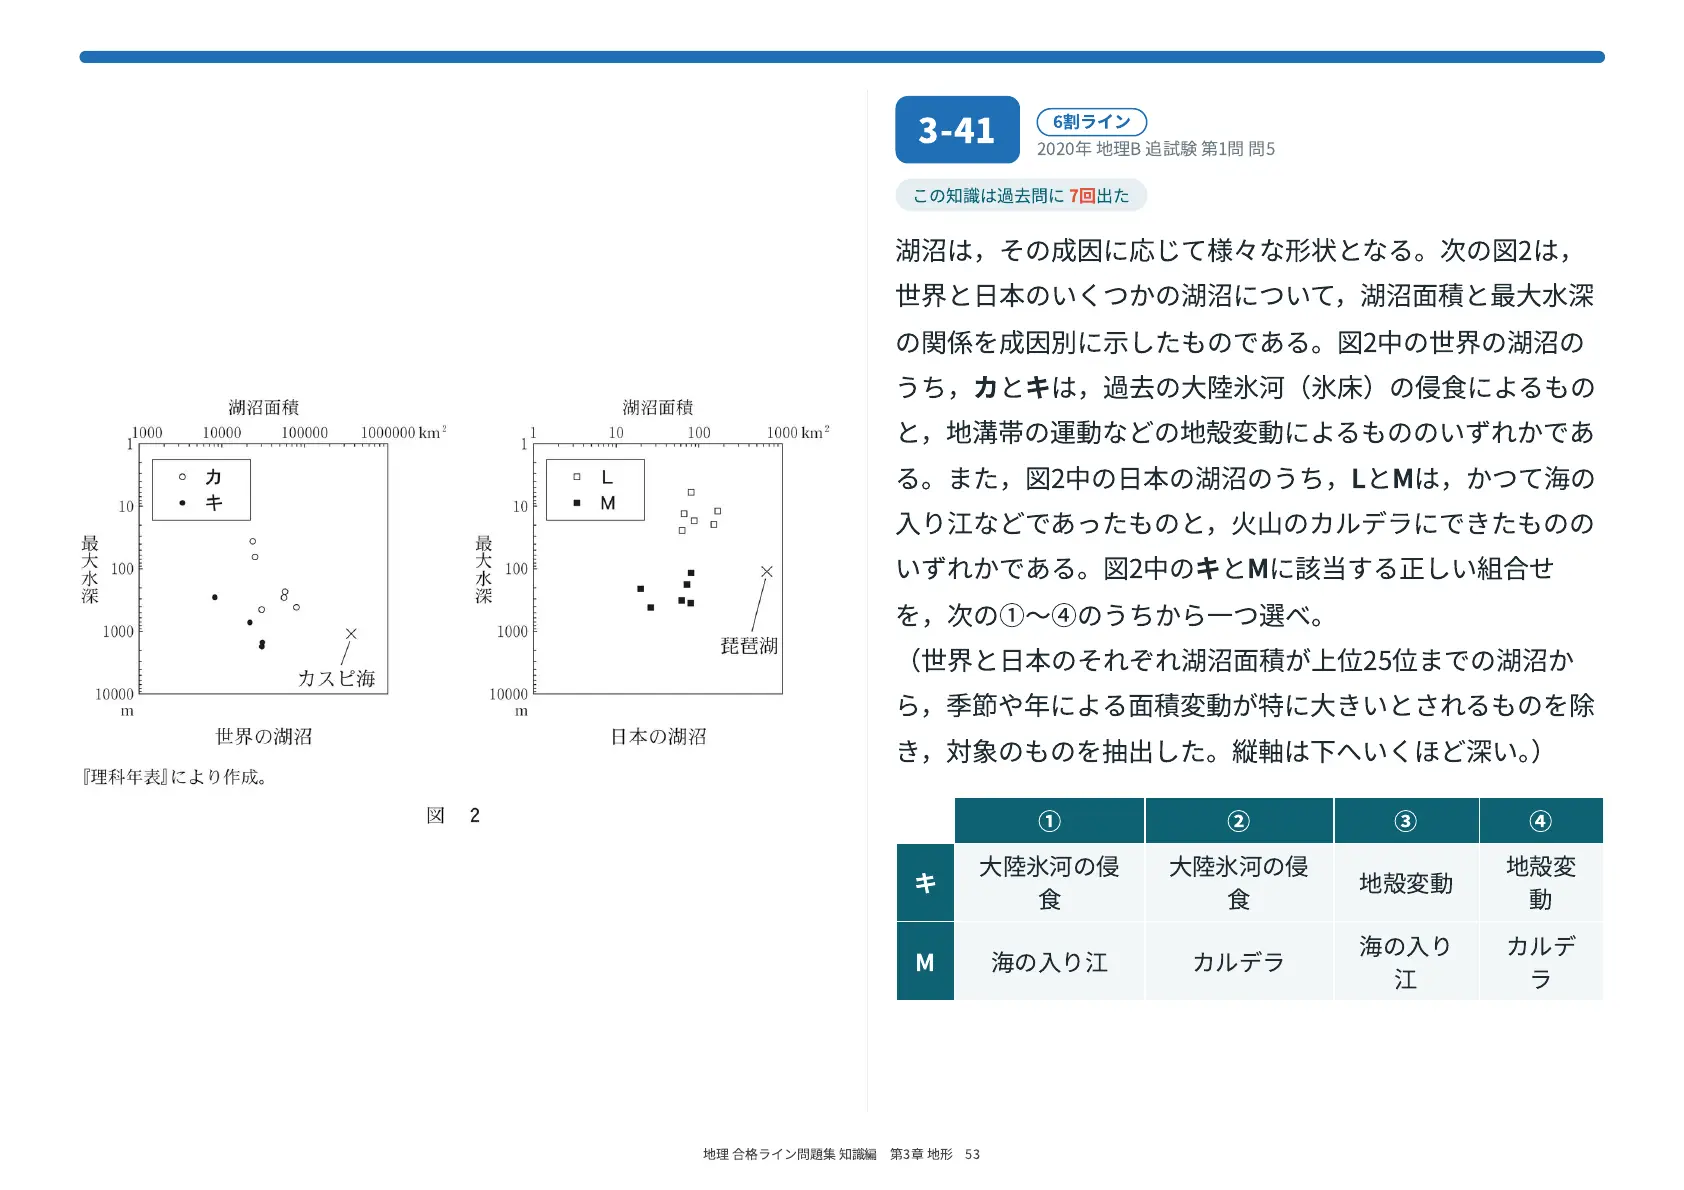 湖沼面積
1000 10000 100000 1000000 km²
1
10
100
1000
10000
m
最大水深
カ
キ
カスピ海
世界の湖沼
湖沼面積
1 10 100 1000 km²
1
10
100
1000
10000
m
最大水深
L
M
琵琶湖
日本の湖沼
『理科年表』により作成。
図 2
3-41
6割ライン
2020年 地理B 追試験 第1問 問5
この知識は過去問に 7回出た
湖沼は，その成因に応じて様々な形状となる。次の図2は，
世界と日本のいくつかの湖沼について，湖沼面積と最大水深
の関係を成因別に示したものである。図2中の世界の湖沼の
うち，カとキは，過去の大陸氷河（氷床）の侵食によるもの
と，地溝帯の運動などの地殻変動によるもののいずれかであ
る。また，図2中の日本の湖沼のうち，LとMは，かつて海の
入り江などであったものと，火山のカルデラにできたものの
いずれかである。図2中のキとMに該当する正しい組合せ
を，次の①～④のうちから一つ選べ。
（世界と日本のそれぞれ湖沼面積が上位25位までの湖沼か
ら，季節や年による面積変動が特に大きいとされるものを除
き，対象のものを抽出した。縦軸は下へいくほど深い。）
① ② ③ ④
キ 大陸氷河の侵食 大陸氷河の侵食 地殻変動 地殻変動
M 海の入り江 カルデラ 海の入り江 カルデラ
地理 合格ライン問題集 知識編 第3章 地形 53